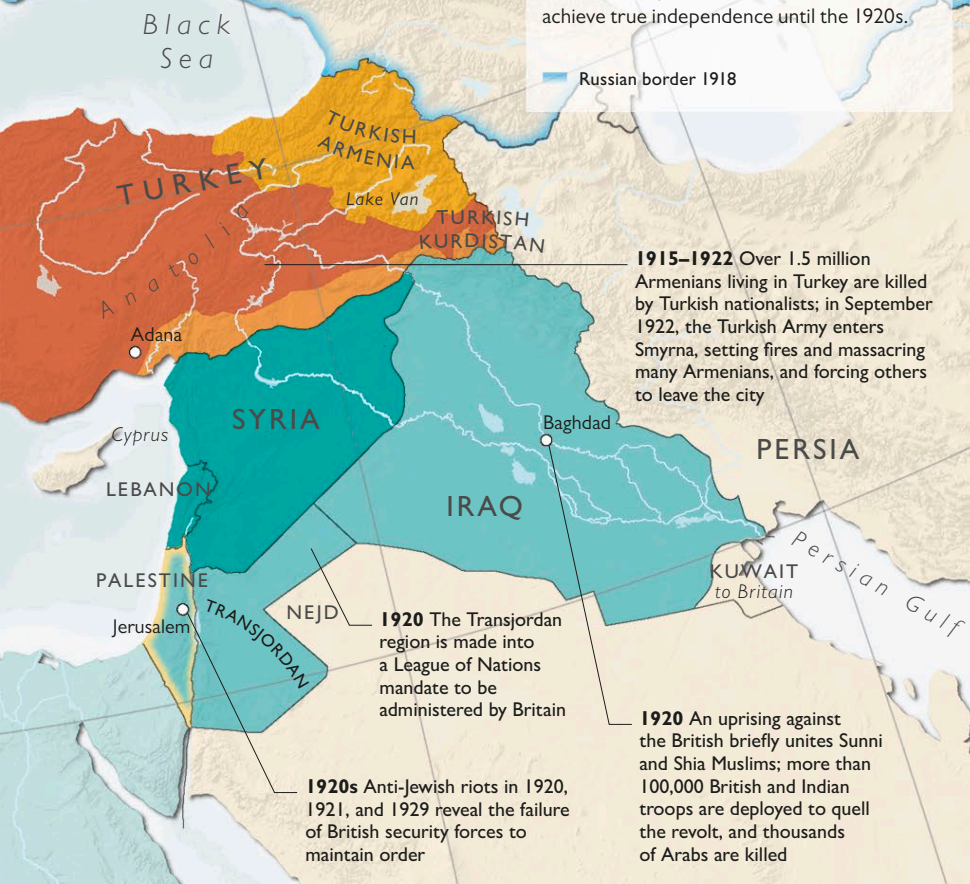 achieve true independence until the 1920s.
Russian border 1918
Black
Sea
TURKISH
ARMENIA
TURKEY
Lake Van
TURKISH
KURDISTAN
Anatolia
Adana
1915–1922 Over 1.5 million
Armenians living in Turkey are killed
by Turkish nationalists; in September
1922, the Turkish Army enters
Smyrna, setting fires and massacring
many Armenians, and forcing others
to leave the city
SYRIA
Cyprus
Baghdad
PERSIA
LEBANON
IRAQ
Persian Gulf
KUWAIT
to Britain
PALESTINE
Jerusalem
TRANSJORDAN
NEJD
1920 The Transjordan
region is made into
a League of Nations
mandate to be
administered by Britain
1920 An uprising against
the British briefly unites Sunni
and Shia Muslims; more than
100,000 British and Indian
troops are deployed to quell
the revolt, and thousands
of Arabs are killed
1920s Anti-Jewish riots in 1920,
1921, and 1929 reveal the failure
of British security forces to
maintain order